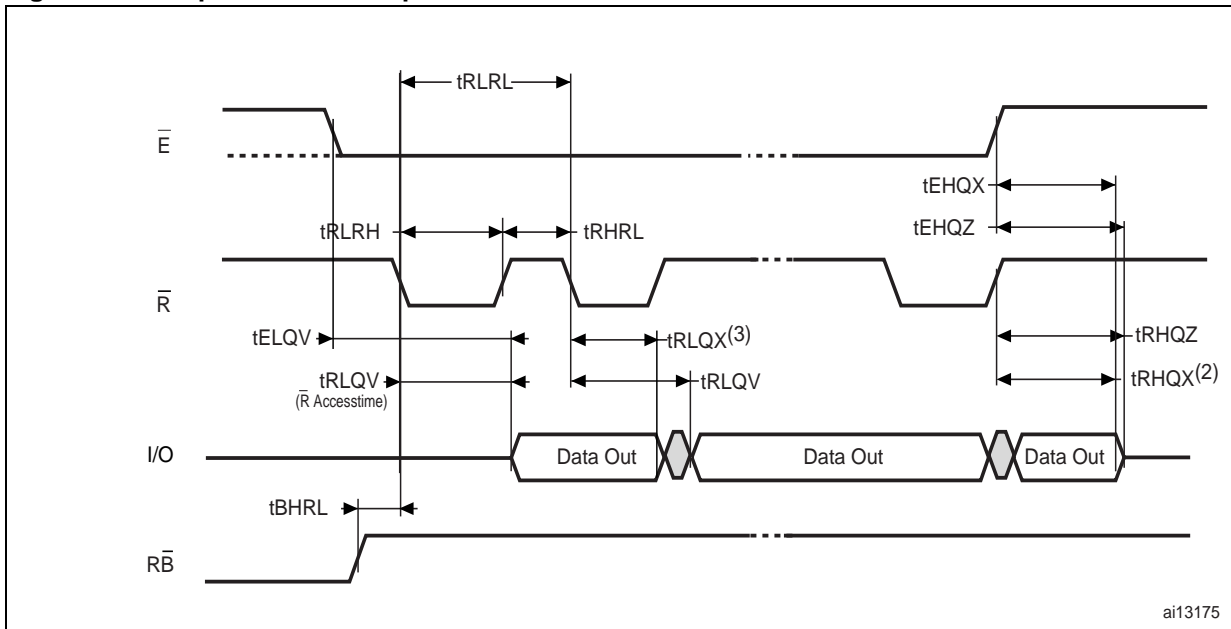 tRLRL
E̅
tEHQX
tEHQZ
tRLRH
tRHRL
R̅
tELQV
tRLQX(3)
tRHQZ
tRLQV
(R̅ Accesstime)
tRLQV
tRHQX(2)
I/O
Data Out
Data Out
Data Out
tBHRL
RB̅
ai13175